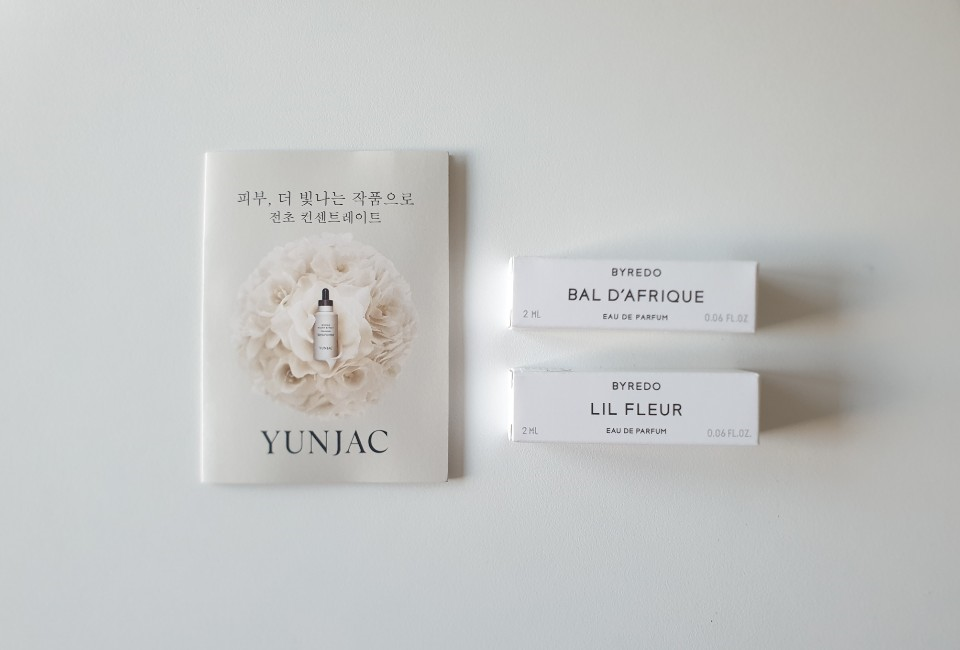 피부, 더 빛나는 작품으로
전초 컨센트레이트
YUNJAC
YUNJAC
BYREDO
BAL D'AFRIQUE
2 ML
EAU DE PARFUM
0.06 FL.OZ
BYREDO
LIL FLEUR
2 ML
EAU DE PARFUM
0.06 FL.OZ.